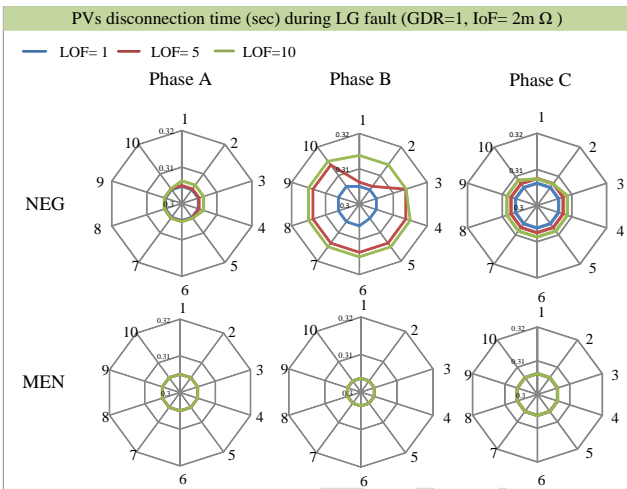 PVs disconnection time (sec) during LG fault (GDR=1, IoF= 2m Ω )
LOF= 1 LOF= 5 LOF=10
Phase A Phase B Phase C
NEG
1 2 3 4 5 6 7 8 9 10
0.32
0.31
0.3
1 2 3 4 5 6 7 8 9 10
0.32
0.31
0.3
1 2 3 4 5 6 7 8 9 10
0.32
0.31
0.3
MEN
1 2 3 4 5 6 7 8 9 10
0.32
0.31
0.3
1 2 3 4 5 6 7 8 9 10
0.32
0.31
0.3
1 2 3 4 5 6 7 8 9 10
0.32
0.31
0.3